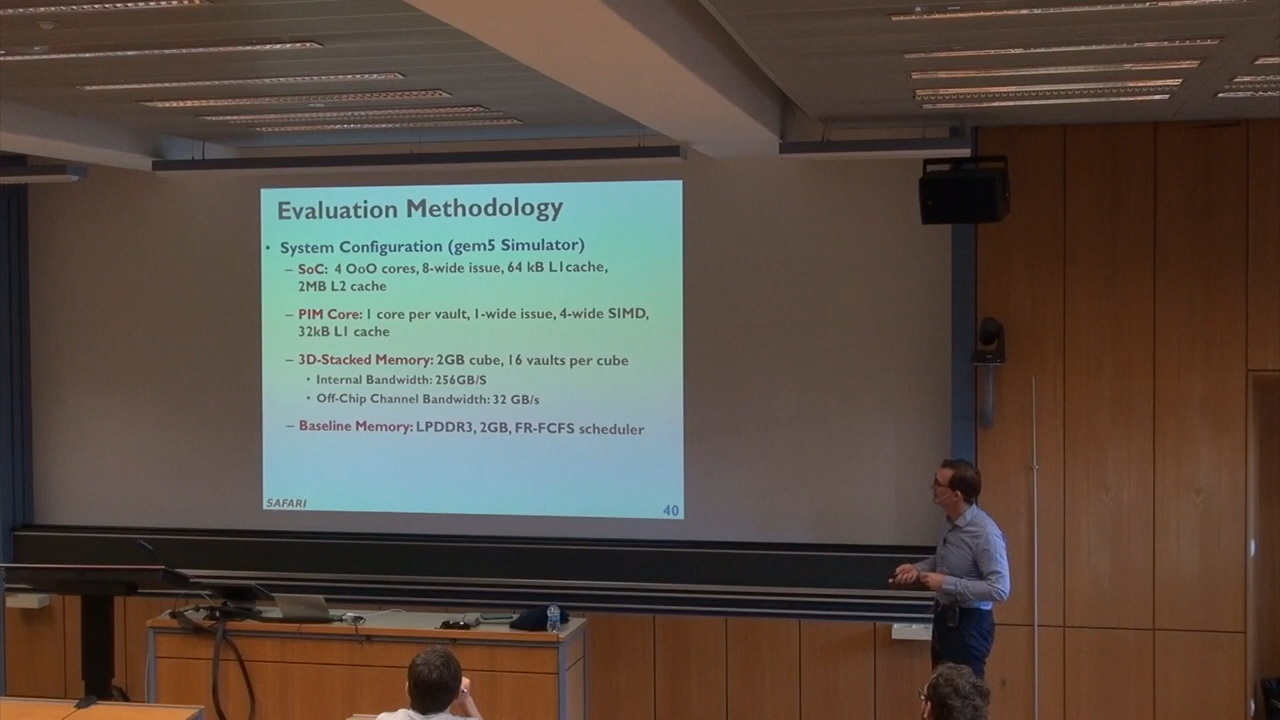 Evaluation Methodology
• System Configuration (gem5 Simulator)
– SoC: 4 OoO cores, 8-wide issue, 64 kB L1cache,
2MB L2 cache
– PIM Core: 1 core per vault, 1-wide issue, 4-wide SIMD,
32kB L1 cache
– 3D-Stacked Memory: 2GB cube, 16 vaults per cube
• Internal Bandwidth: 256GB/S
• Off-Chip Channel Bandwidth: 32 GB/s
– Baseline Memory: LPDDR3, 2GB, FR-FCFS scheduler
SAFARI
40